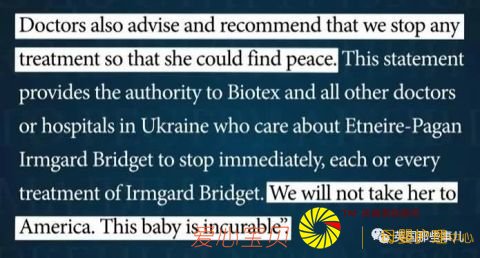 Doctors also advise and recommend that we stop any
treatment so that she could find peace. This statement
provides the authority to Biotex and all other doctors
or hospitals in Ukraine who care about Etneire-Pagan
Irmgard Bridget to stop immediately, each or every
treatment of Irmgard Bridget. We will not take her to
America. This baby is incurable”
爱心宝贝
英国那些事儿